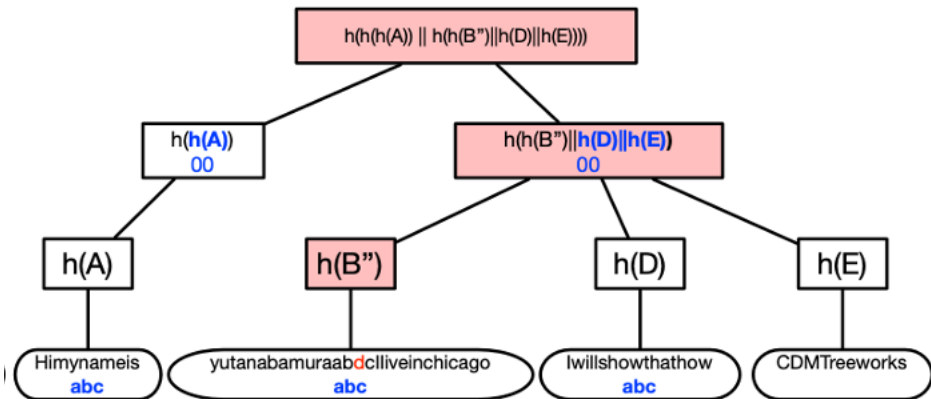 h(h(h(A)) || h(h(B”)||h(D)||h(E))))
h(h(A))
00
h(h(B”)||h(D)||h(E))
00
h(A)
h(B”)
h(D)
h(E)
Himynameis
abc
yutanabamuraabdclliveinchicago
abc
Iwillshowthathow
abc
CDMTreeworks